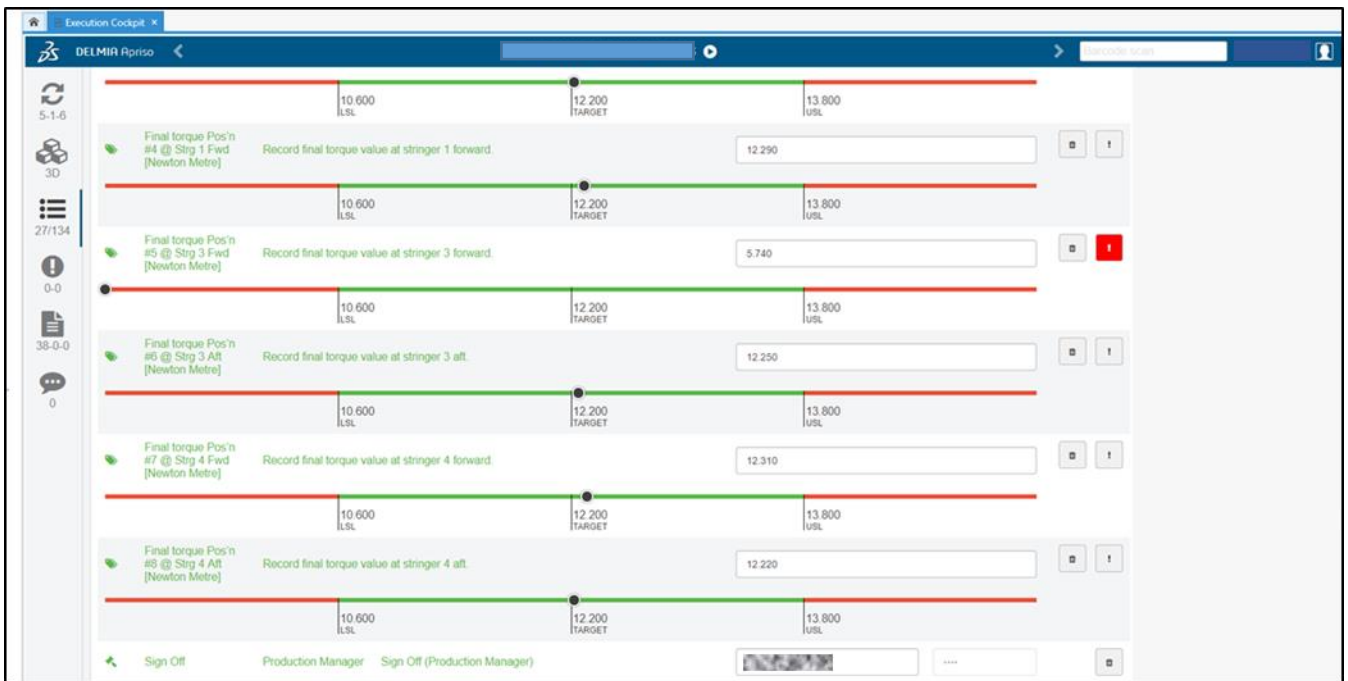 Execution Cockpit ×
DELMIA Apriso
Barcode scan
5-1-6
3D
27/134
0-0
38-0-0
0
10.600 12.200 13.800
LSL TARGET USL
Final torque Pos'n
#4 @ Strg 1 Fwd Record final torque value at stringer 1 forward. 12.290
[Newton Metre]
10.600 12.200 13.800
LSL TARGET USL
Final torque Pos'n
#5 @ Strg 3 Fwd Record final torque value at stringer 3 forward. 5.740
[Newton Metre]
10.600 12.200 13.800
LSL TARGET USL
Final torque Pos'n
#6 @ Strg 3 Aft Record final torque value at stringer 3 aft. 12.250
[Newton Metre]
10.600 12.200 13.800
LSL TARGET USL
Final torque Pos'n
#7 @ Strg 4 Fwd Record final torque value at stringer 4 forward. 12.310
[Newton Metre]
10.600 12.200 13.800
LSL TARGET USL
Final torque Pos'n
#8 @ Strg 4 Aft Record final torque value at stringer 4 aft. 12.220
[Newton Metre]
10.600 12.200 13.800
LSL TARGET USL
Sign Off Production Manager Sign Off (Production Manager) ----